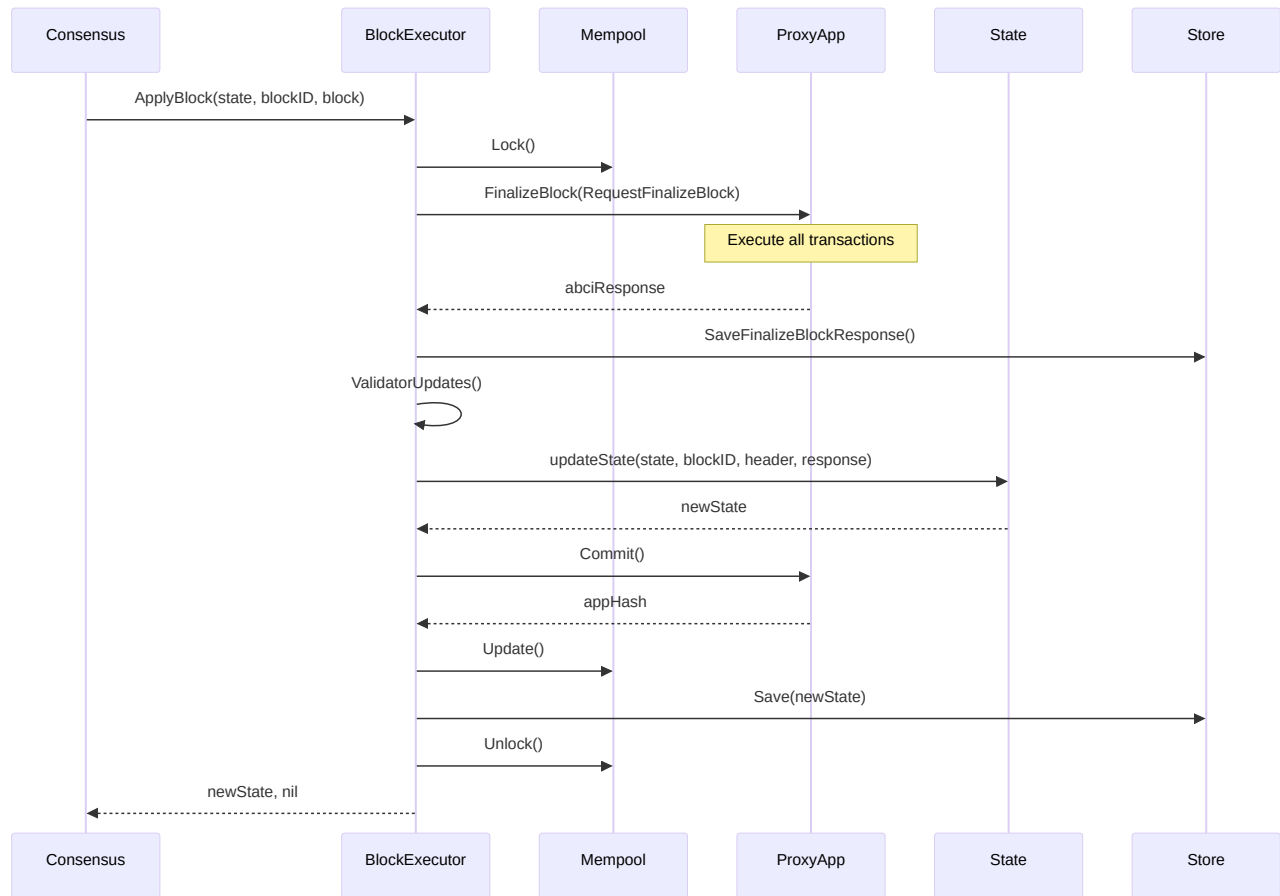 Consensus
BlockExecutor
Mempool
ProxyApp
State
Store
ApplyBlock(state, blockID, block)
Lock()
FinalizeBlock(RequestFinalizeBlock)
Execute all transactions
abciResponse
SaveFinalizeBlockResponse()
ValidatorUpdates()
updateState(state, blockID, header, response)
newState
Commit()
appHash
Update()
Save(newState)
Unlock()
newState, nil
Consensus
BlockExecutor
Mempool
ProxyApp
State
Store